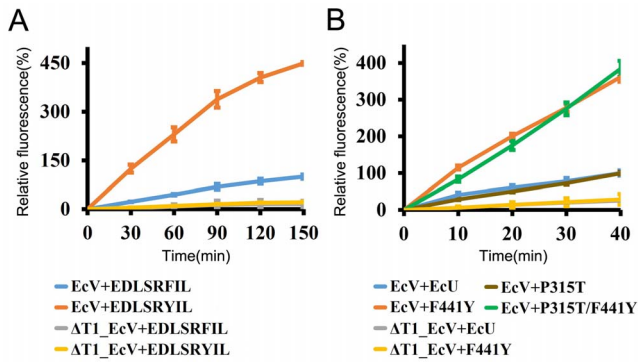 A
Relative fluorescence(%)
450
300
150
0
0 30 60 90 120 150
Time(min)
EcV+EDLSRFIL
EcV+EDLSRYIL
ΔT1_EcV+EDLSRFIL
ΔT1_EcV+EDLSRYIL
B
Relative fluorescence(%)
400
300
200
100
0
0 10 20 30 40
Time(min)
EcV+EcU
EcV+P315T
EcV+F441Y
EcV+P315T/F441Y
ΔT1_EcV+EcU
ΔT1_EcV+F441Y